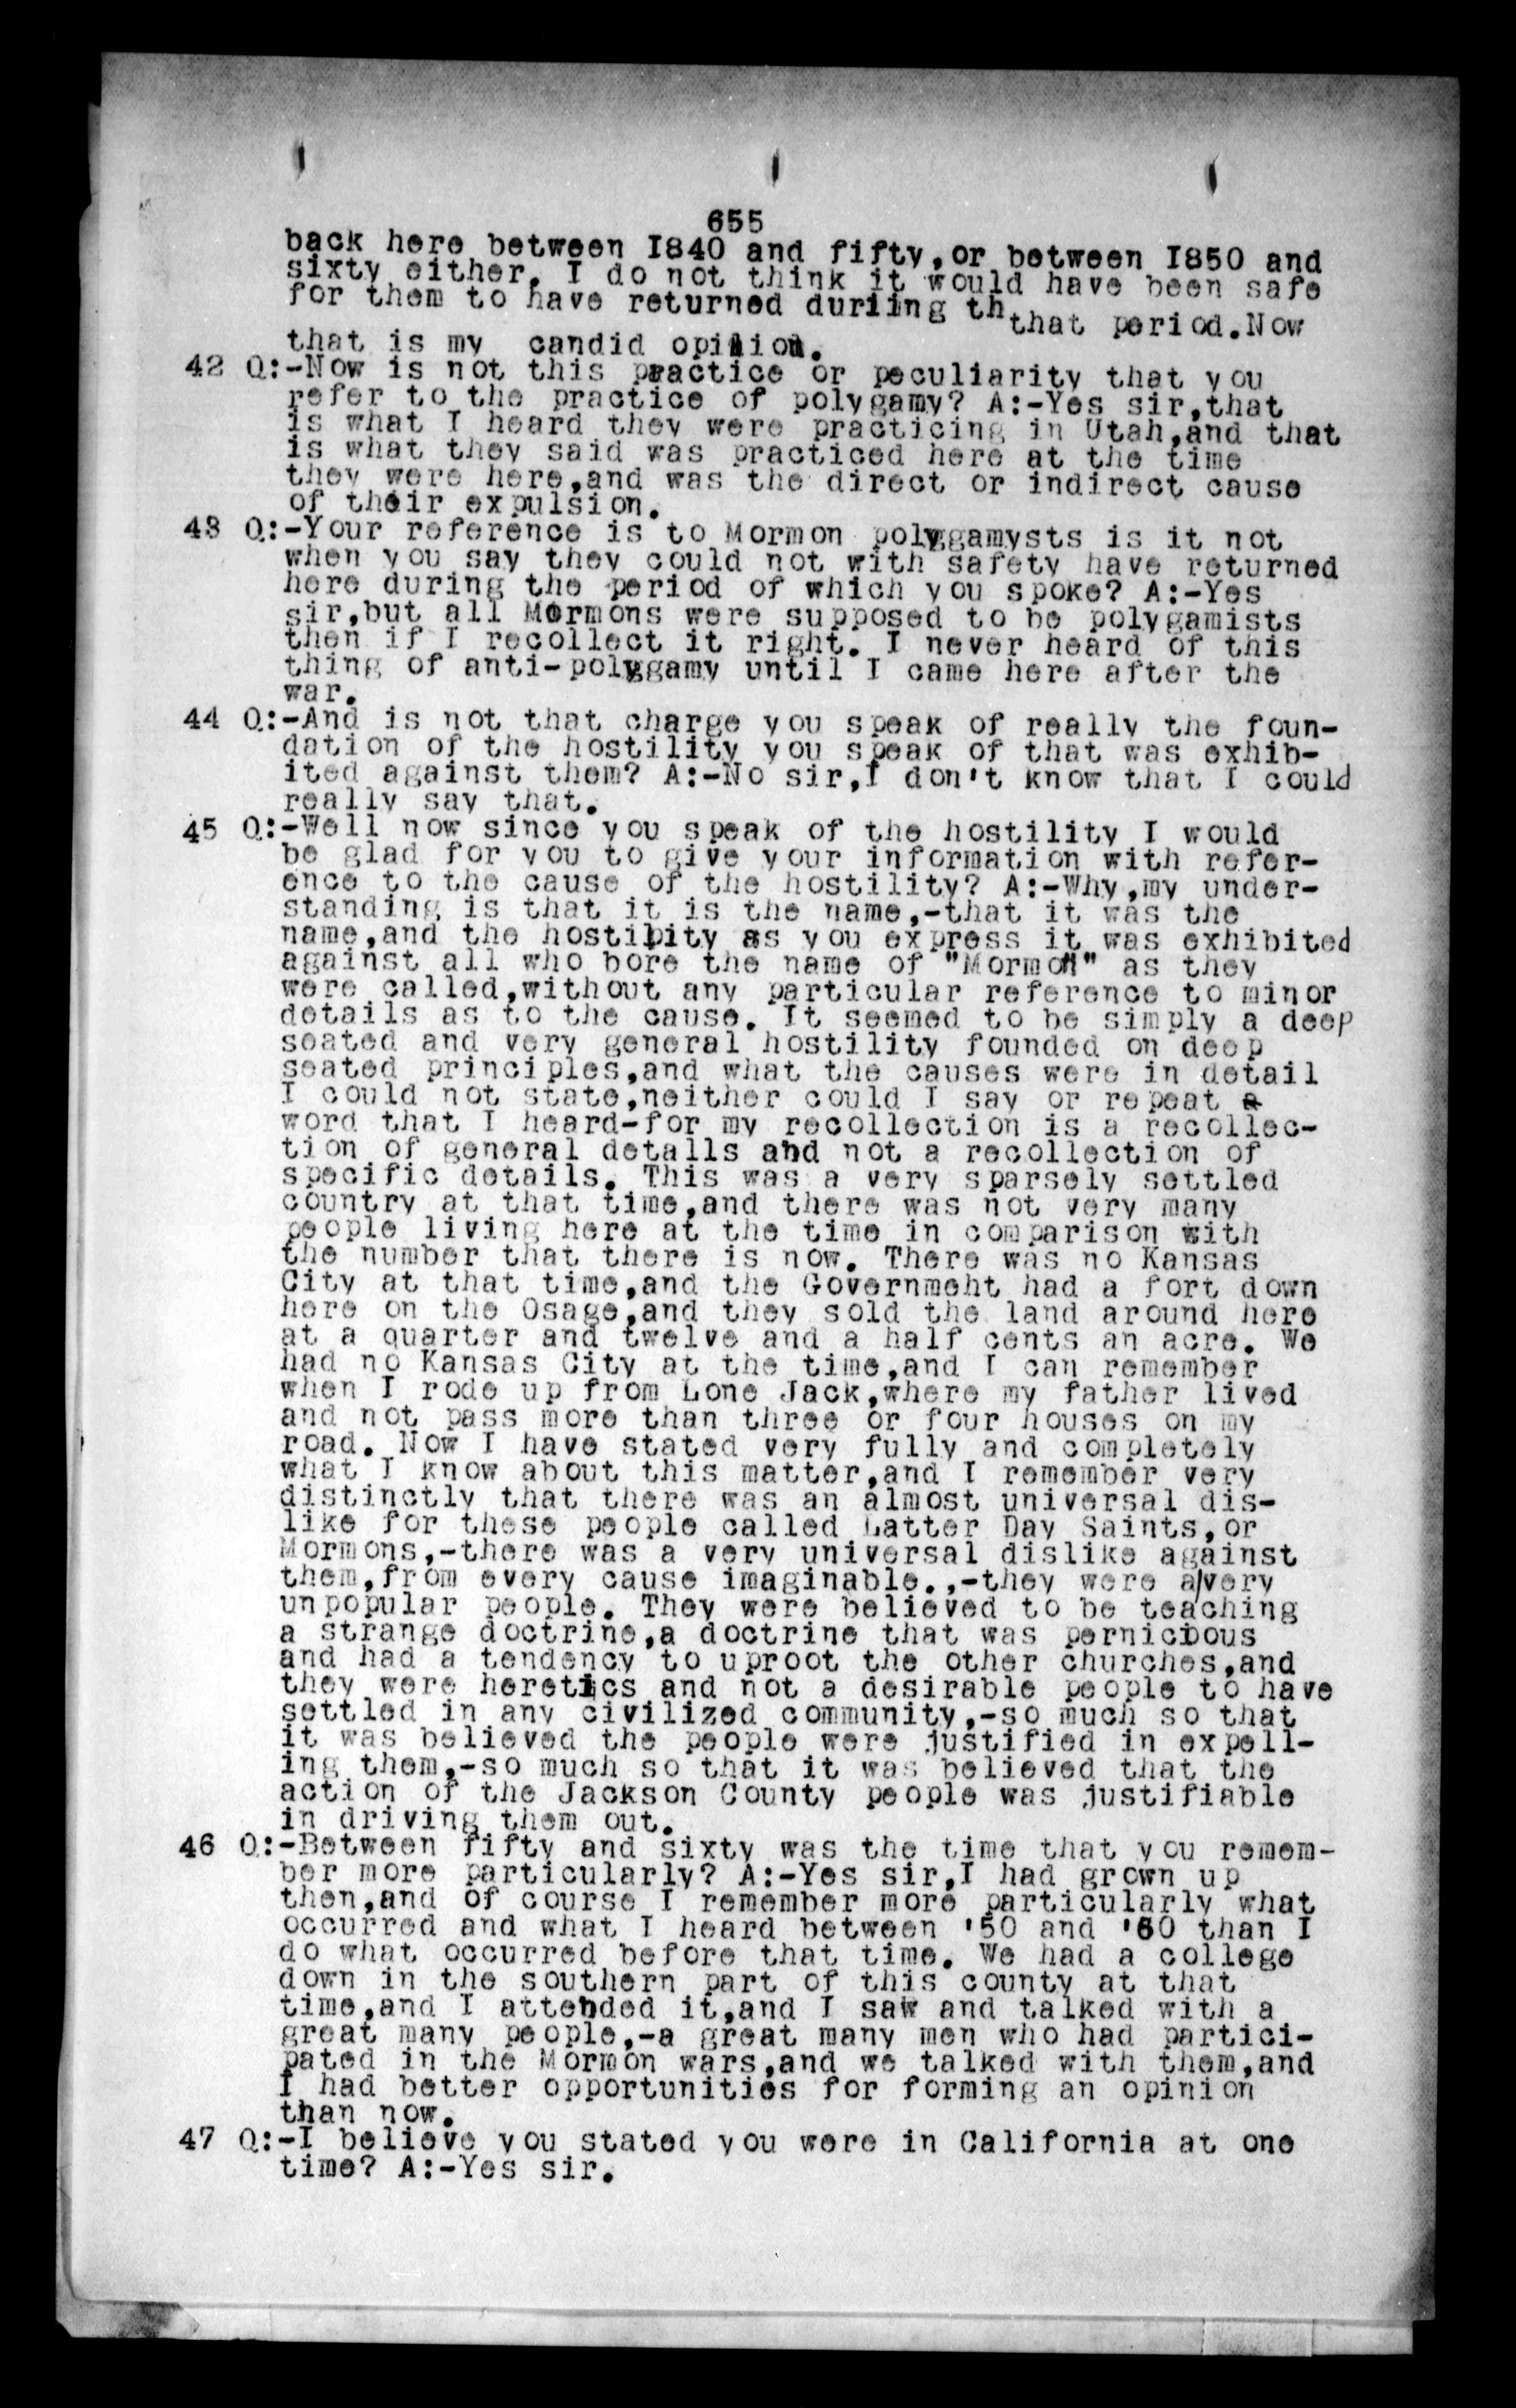 655
back here between I840 and fifty,or between I850 and
sixty either. I do not think it would have been safe
for them to have returned duriing th that period.Now
that is my candid opinion.
42 Q:-Now is not this practice or peculiarity that you
refer to the practice of polygamy? A:-Yes sir,that
is what I heard they were practicing in Utah,and that
is what they said was practiced here at the time
they were here,and was the direct or indirect cause
of their expulsion.
43 Q:-Your reference is to Mormon polyggamysts is it not
when you say they could not with safety have returned
here during the period of which you spoke? A:-Yes
sir,but all Mormons were supposed to be polygamists
then if I recollect it right. I never heard of this
thing of anti-polyggamy until I came here after the
war.
44 Q:-And is not that charge you speak of really the foun-
dation of the hostility you speak of that was exhib-
ited against them? A:-No sir,I don't know that I could
really say that.
45 Q:-Well now since you speak of the hostility I would
be glad for you to give your information with refer-
ence to the cause of the hostility? A:-Why,my under-
standing is that it is the name,-that it was the
name,and the hostility as you express it was exhibited
against all who bore the name of "Mormon" as they
were called,without any particular reference to minor
details as to the cause. It seemed to be simply a deep
seated and very general hostility founded on deep
seated principles,and what the causes were in detail
I could not state,neither could I say or repeat a
word that I heard-for my recollection is a recollec-
tion of general detalls and not a recollection of
specific details. This was a very sparsely settled
country at that time,and there was not very many
people living here at the time in comparison with
the number that there is now. There was no Kansas
City at that time,and the Governmeht had a fort down
here on the Osage,and they sold the land around here
at a quarter and twelve and a half cents an acre. We
had no Kansas City at the time,and I can remember
when I rode up from Lone Jack,where my father lived
and not pass more than three or four houses on my
road. Now I have stated very fully and completely
what I know about this matter,and I remember very
distinctly that there was an almost universal dis-
like for these people called Latter Day Saints,or
Mormons,-there was a very universal dislike against
them,from every cause imaginable.,-they were a/very
unpopular people. They were believed to be teaching
a strange doctrine,a doctrine that was pernicious
and had a tendency to uproot the other churches,and
they were heretics and not a desirable people to have
settled in any civilized community,-so much so that
it was believed the people were justified in expell-
ing them,-so much so that it was believed that the
action of the Jackson County people was justifiable
in driving them out.
46 Q:-Between fifty and sixty was the time that you remem-
ber more particularly? A:-Yes sir,I had grown up
then,and of course I remember more particularly what
occurred and what I heard between '50 and '60 than I
do what occurred before that time. We had a college
down in the southern part of this county at that
time,and I attended it,and I saw and talked with a
great many people,-a great many men who had partici-
pated in the Mormon wars,and we talked with them,and
I had better opportunities for forming an opinion
than now.
47 Q:-I believe you stated you were in California at one
time? A:-Yes sir.